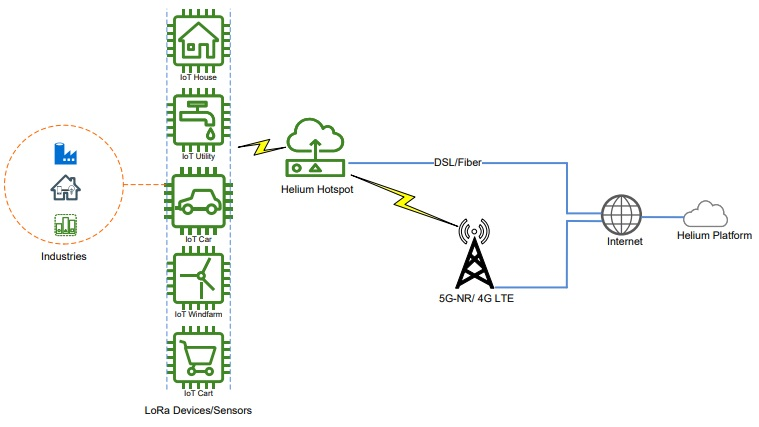 IoT House
IoT Utility
IoT Car
IoT Windfarm
IoT Cart
LoRa Devices/Sensors
Industries
Helium Hotspot
DSL/Fiber
5G-NR/ 4G LTE
Internet
Helium Platform